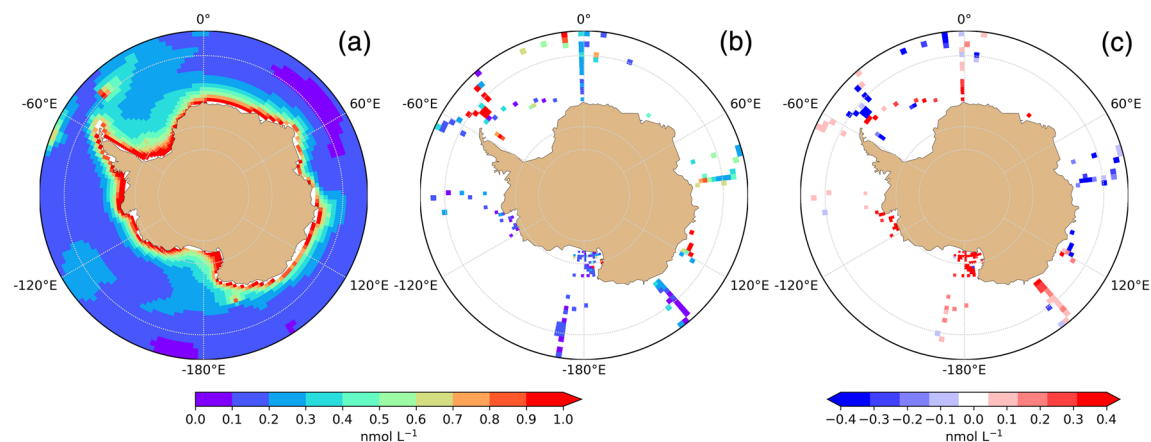 0° 0° 0°
(a) (b) (c)
-60°E 60°E -60°E 60°E -60°E 60°E
-120°E 120°E -120°E 120°E -120°E 120°E
-180°E -180°E -180°E
0.0 0.1 0.2 0.3 0.4 0.5 0.6 0.7 0.8 0.9 1.0 −0.4 −0.3 −0.2 −0.1 0.0 0.1 0.2 0.3 0.4
nmol L⁻¹ nmol L⁻¹